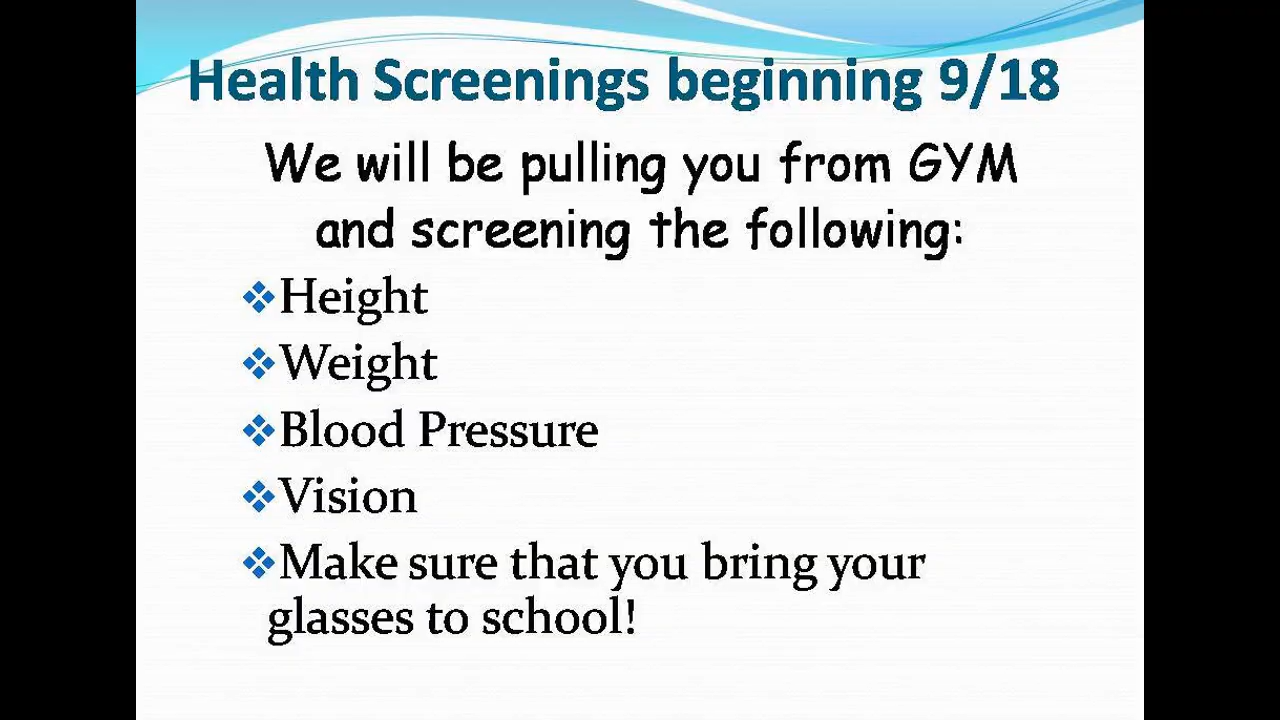 Health Screenings beginning 9/18
We will be pulling you from GYM
and screening the following:
❖Height
❖Weight
❖Blood Pressure
❖Vision
❖Make sure that you bring your
glasses to school!